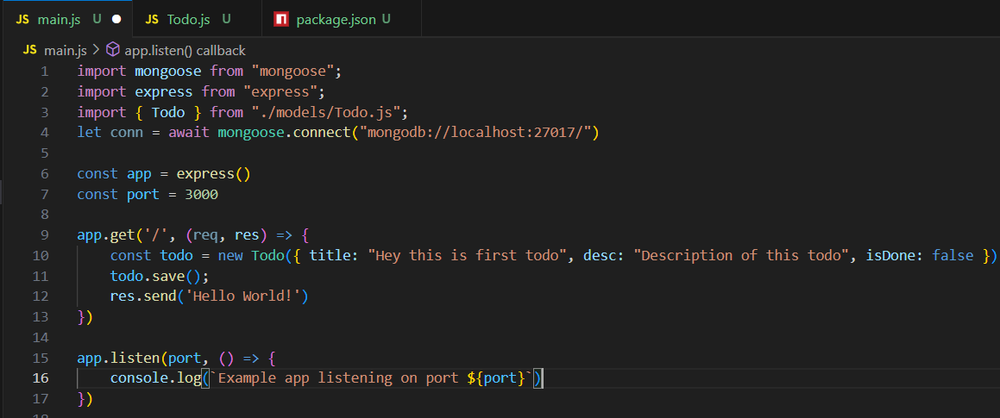 JS main.js U
JS Todo.js U
package.json U
JS main.js > app.listen() callback
1 import mongoose from "mongoose";
2 import express from "express";
3 import { Todo } from "./models/Todo.js";
4 let conn = await mongoose.connect("mongodb://localhost:27017/")
5
6 const app = express()
7 const port = 3000
8
9 app.get('/', (req, res) => {
10 const todo = new Todo({ title: "Hey this is first todo", desc: "Description of this todo", isDone: false })
11 todo.save();
12 res.send('Hello World!')
13 })
14
15 app.listen(port, () => {
16 console.log(`Example app listening on port ${port}`)
17 })
18